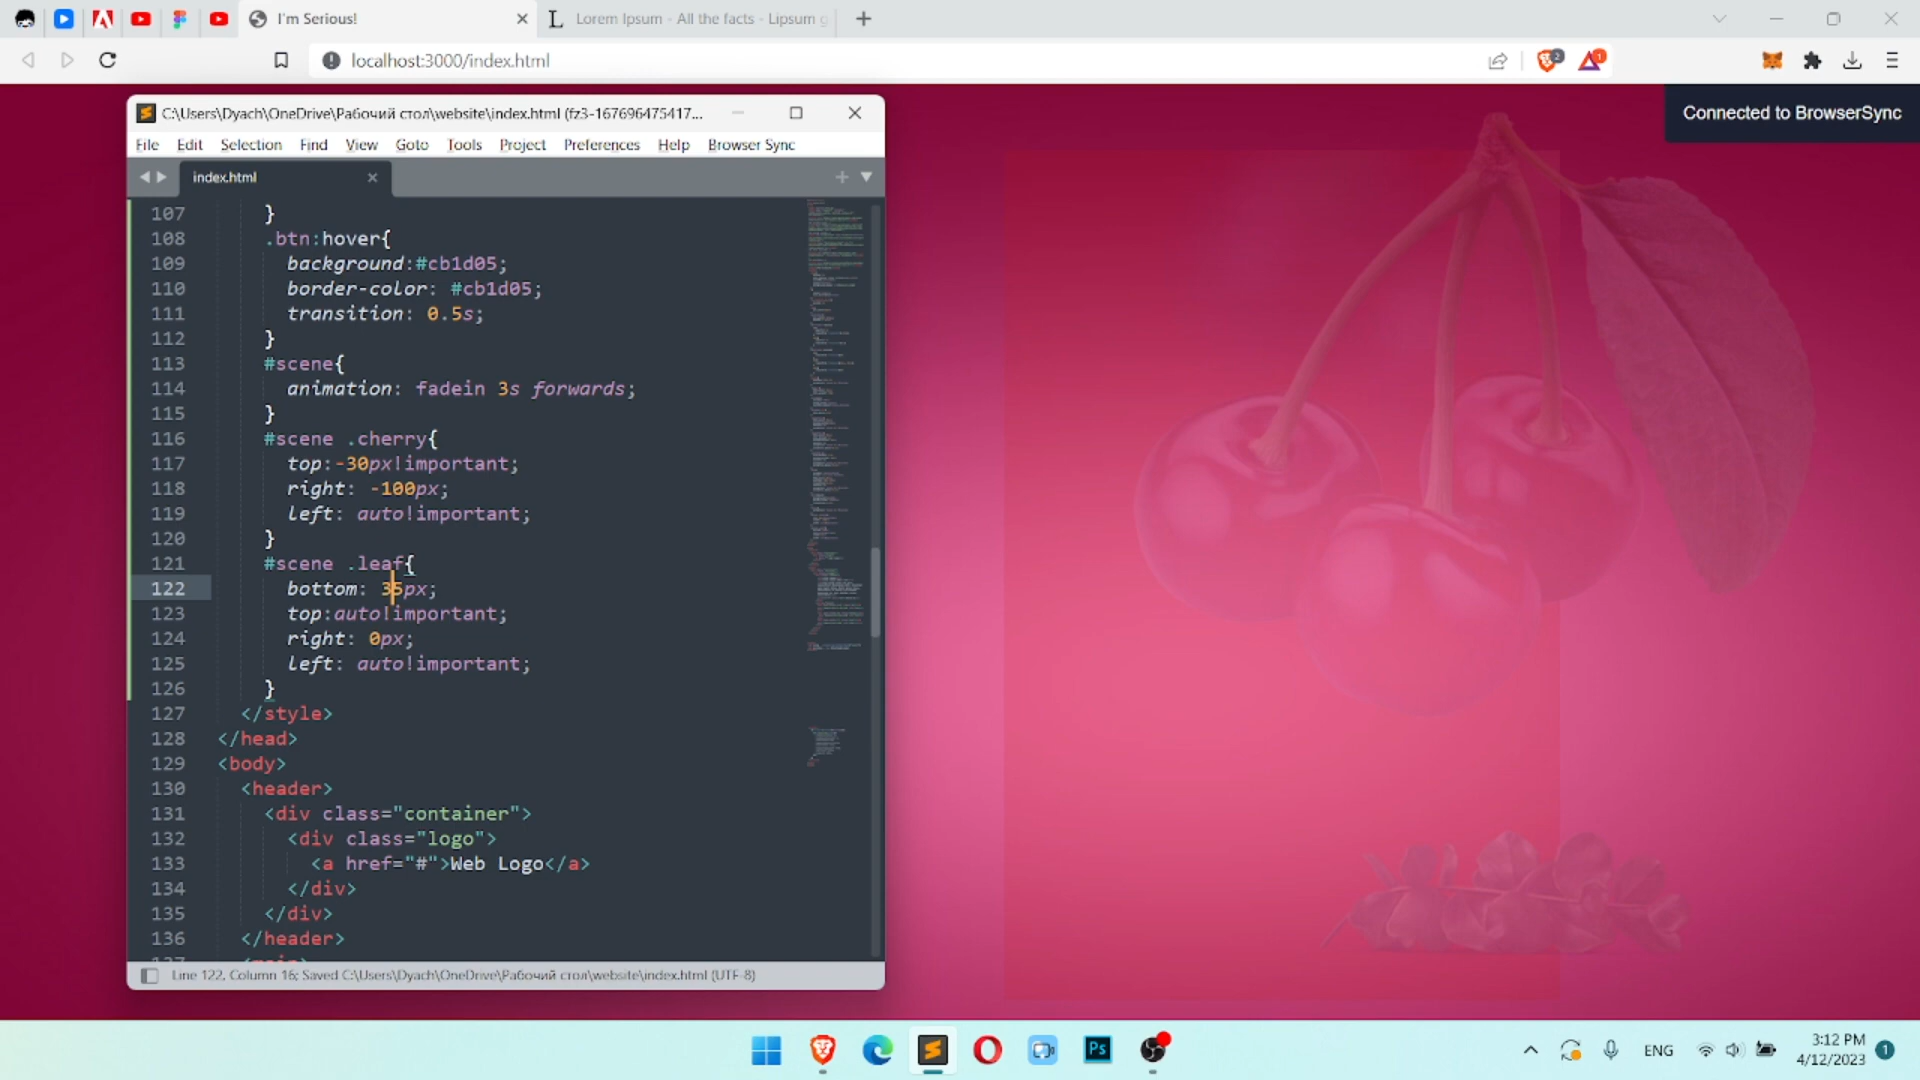 I'm Serious!
Lorem Ipsum - All the facts - Lipsum g
localhost:3000/index.html
2
1
Connected to BrowserSync
C:\Users\Dyach\OneDrive\Рабочий стол\website\index.html (fz3-167696475417...
File Edit Selection Find View Goto Tools Project Preferences Help Browser Sync
index.html
107 }
108 .btn:hover{
109 background:#cb1d05;
110 border-color: #cb1d05;
111 transition: 0.5s;
112 }
113 #scene{
114 animation: fadein 3s forwards;
115 }
116 #scene .cherry{
117 top:-30px!important;
118 right: -100px;
119 left: auto!important;
120 }
121 #scene .leaf{
122 bottom: 35px;
123 top:auto!important;
124 right: 0px;
125 left: auto!important;
126 }
127 </style>
128 </head>
129 <body>
130 <header>
131 <div class="container">
132 <div class="logo">
133 <a href="#">Web Logo</a>
134 </div>
135 </div>
136 </header>
Line 122, Column 16; Saved C:\Users\Dyach\OneDrive\Рабочий стол\website\index.html (UTF-8)
Ps
ENG
3:12 PM
4/12/2023
1